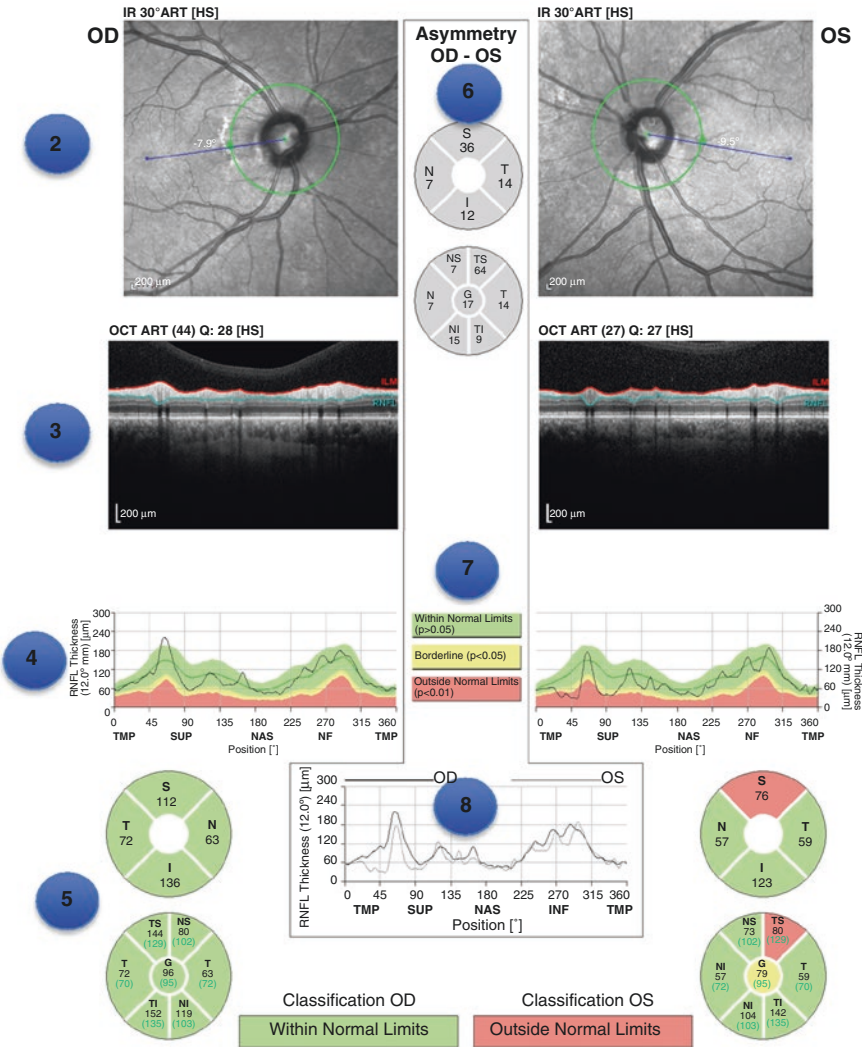 IR 30°ART [HS]
OD
-7.9°
200 µm
2
Asymmetry
OD - OS
6
S
36
N
7
T
14
I
12
NS
7
TS
64
N
7
G
17
T
14
NI
15
TI
9
IR 30°ART [HS]
OS
-9.5°
200 µm
OCT ART (44) Q: 28 [HS]
ILM
RNFL
200 µm
3
OCT ART (27) Q: 27 [HS]
ILM
RNFL
200 µm
7
Within Normal Limits
(p>0.05)
Borderline (p<0.05)
Outside Normal Limits
(p<0.01)
4
RNFL Thickness
(12.0° mm) [µm]
300
240
180
120
60
0
0 45 90 135 180 225 270 315 360
TMP SUP NAS NF TMP
Position [°]
300
240
180
120
60
0
RNFL Thickness
(12.0° mm) [µm]
0 45 90 135 180 225 270 315 360
TMP SUP NAS NF TMP
Position [°]
5
S
112
T
72
N
63
I
136
TS
144
(129)
NS
80
(102)
T
72
(70)
G
96
(95)
T
63
(72)
TI
152
(135)
NI
119
(103)
8
OD
OS
RNFL Thickness (12.0°) [µm]
300
240
180
120
60
0
0 45 90 135 180 225 270 315 360
TMP SUP NAS INF TMP
Position [°]
S
76
N
57
T
59
I
123
NS
73
(102)
TS
80
(129)
NI
57
(72)
G
79
(95)
T
59
(70)
NI
104
(103)
TI
142
(135)
Classification OD
Within Normal Limits
Classification OS
Outside Normal Limits